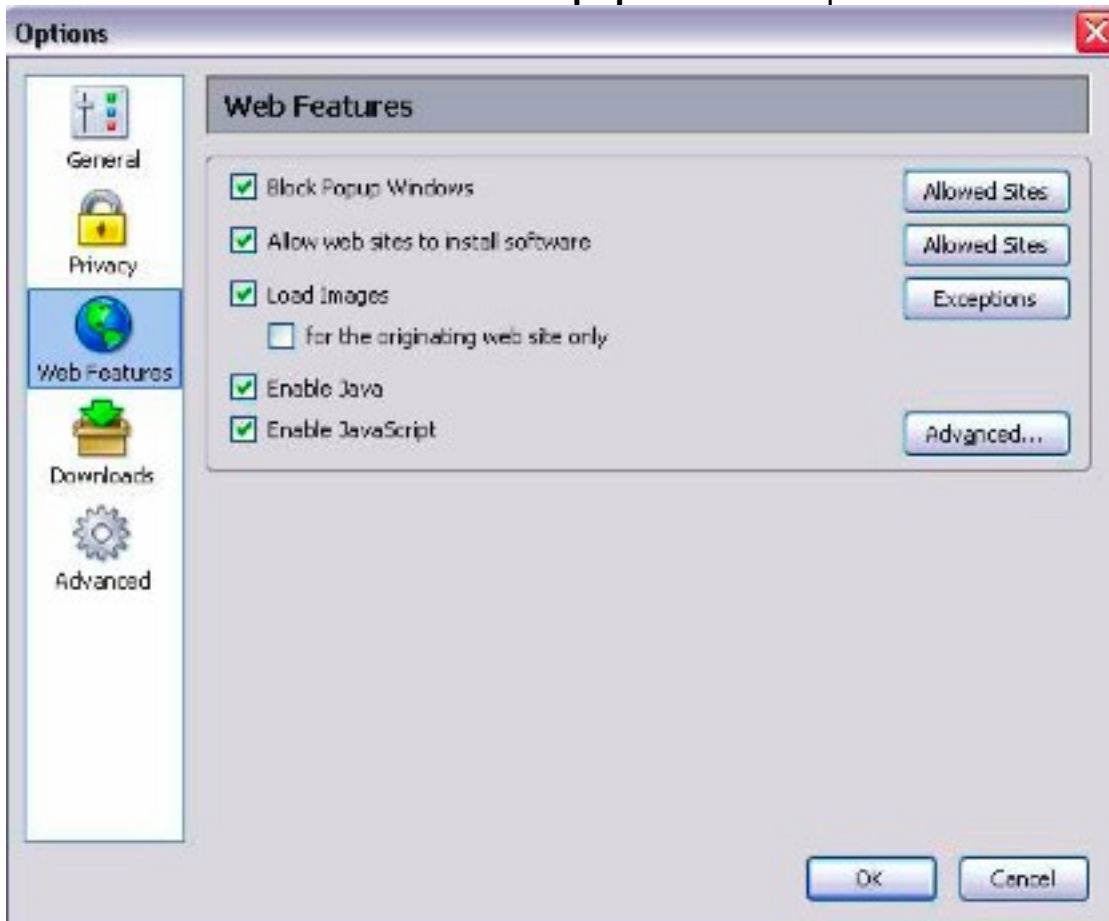 Options
General
Privacy
Web Features
Downloads
Advanced
Web Features
Block Popup Windows
Allowed Sites
Allow web sites to install software
Allowed Sites
Load Images
Exceptions
for the originating web site only
Enable Java
Enable JavaScript
Advanced...
OK
Cancel